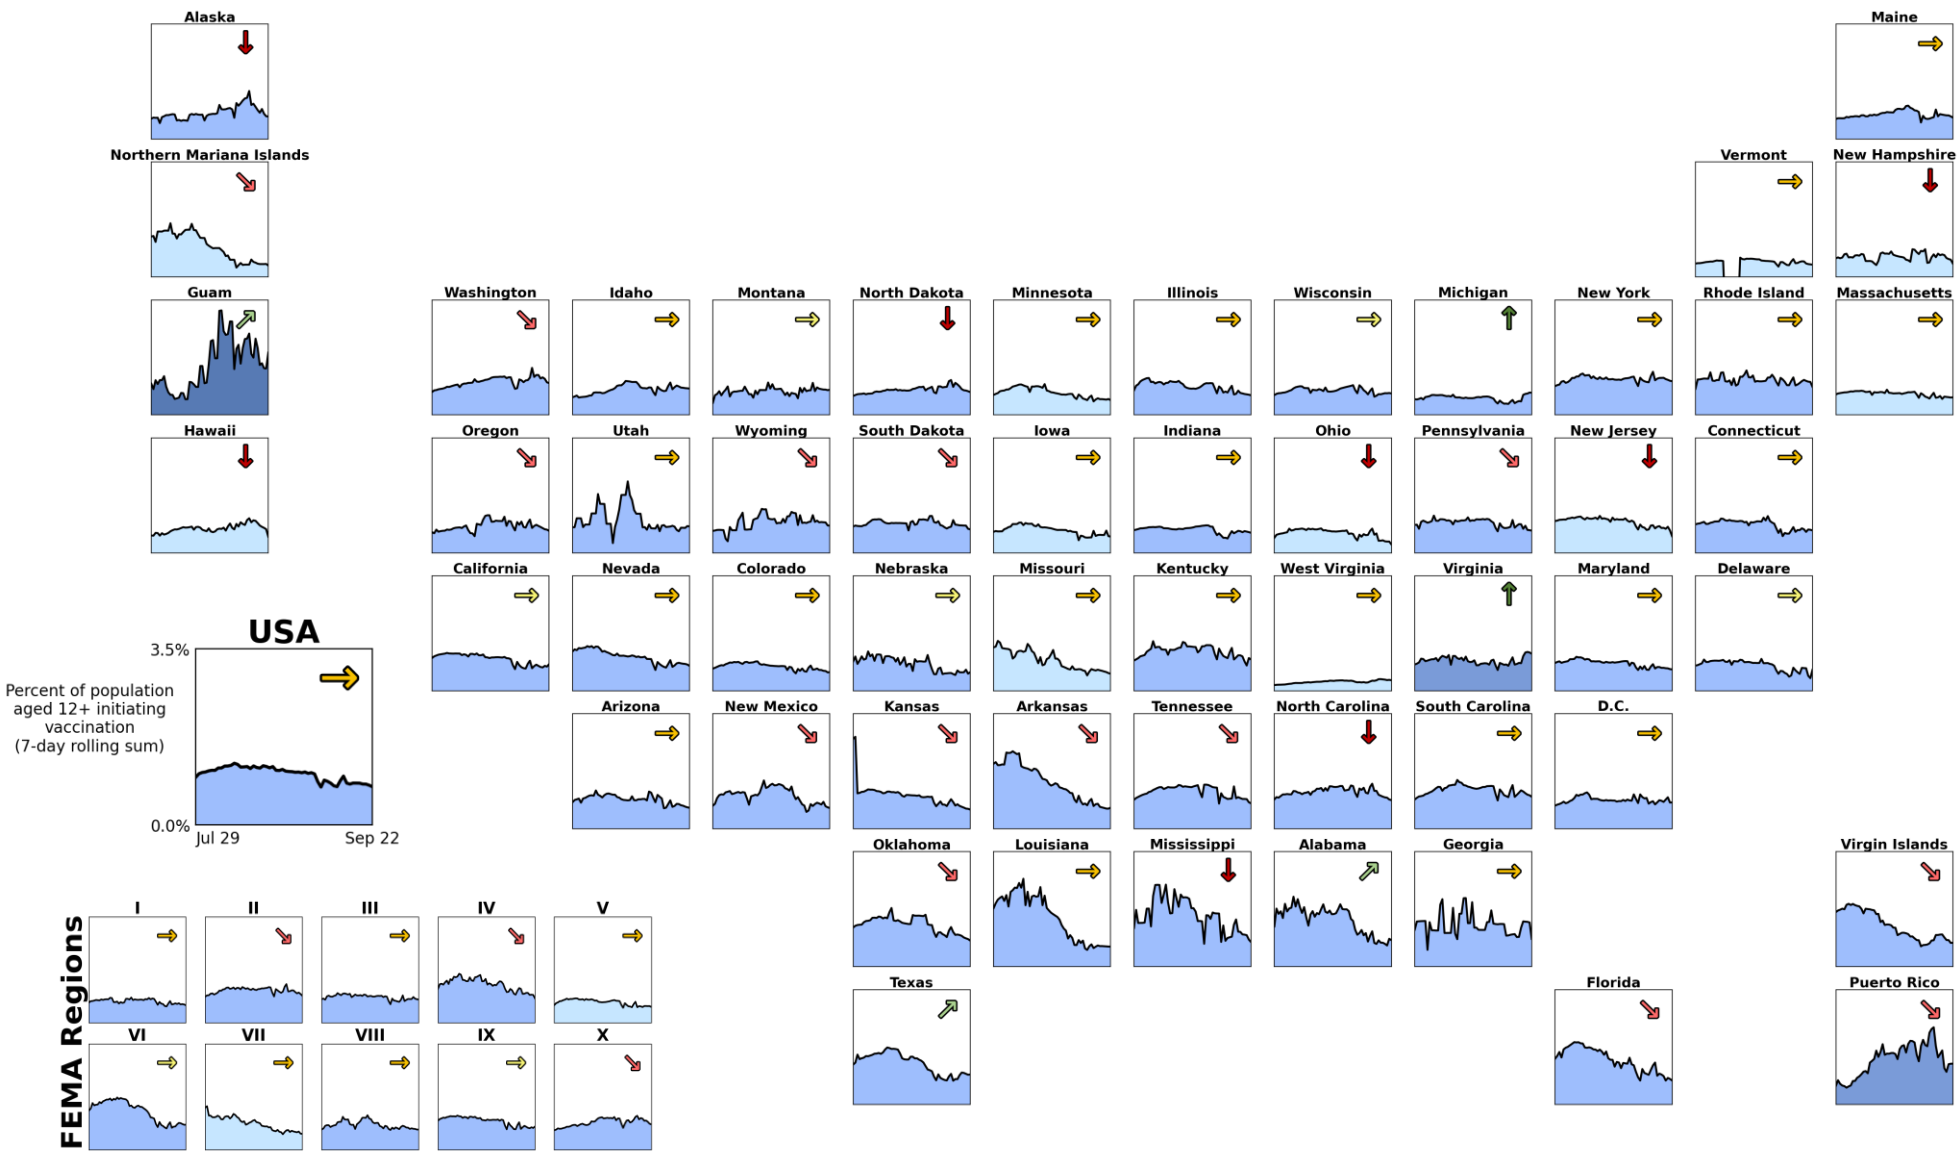 Alaska
Maine
Northern Mariana Islands
Vermont
New Hampshire
Guam
Washington
Idaho
Montana
North Dakota
Minnesota
Illinois
Wisconsin
Michigan
New York
Rhode Island
Massachusetts
Hawaii
Oregon
Utah
Wyoming
South Dakota
Iowa
Indiana
Ohio
Pennsylvania
New Jersey
Connecticut
California
Nevada
Colorado
Nebraska
Missouri
Kentucky
West Virginia
Virginia
Maryland
Delaware
USA
3.5%
Percent of population
aged 12+ initiating
vaccination
(7-day rolling sum)
0.0%
Jul 29
Sep 22
Arizona
New Mexico
Kansas
Arkansas
Tennessee
North Carolina
South Carolina
D.C.
Oklahoma
Louisiana
Mississippi
Alabama
Georgia
Virgin Islands
Texas
Florida
Puerto Rico
FEMA Regions
I
II
III
IV
V
VI
VII
VIII
IX
X